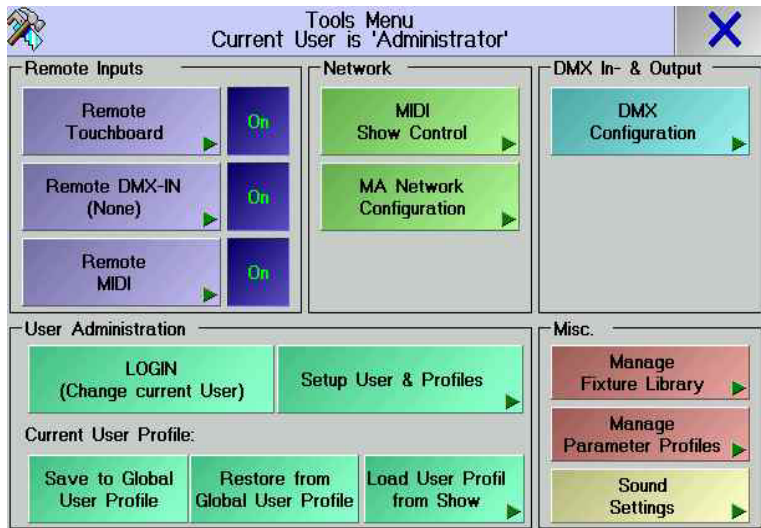 Tools Menu
Current User is 'Administrator'
Remote Inputs
Remote
Touchboard
On
Remote DMX-IN
(None)
On
Remote
MIDI
On
Network
MIDI
Show Control
MA Network
Configuration
DMX In- & Output
DMX
Configuration
User Administration
LOGIN
(Change current User)
Setup User & Profiles
Current User Profile:
Save to Global
User Profile
Restore from
Global User Profile
Load User Profil
from Show
Misc.
Manage
Fixture Library
Manage
Parameter Profiles
Sound
Settings